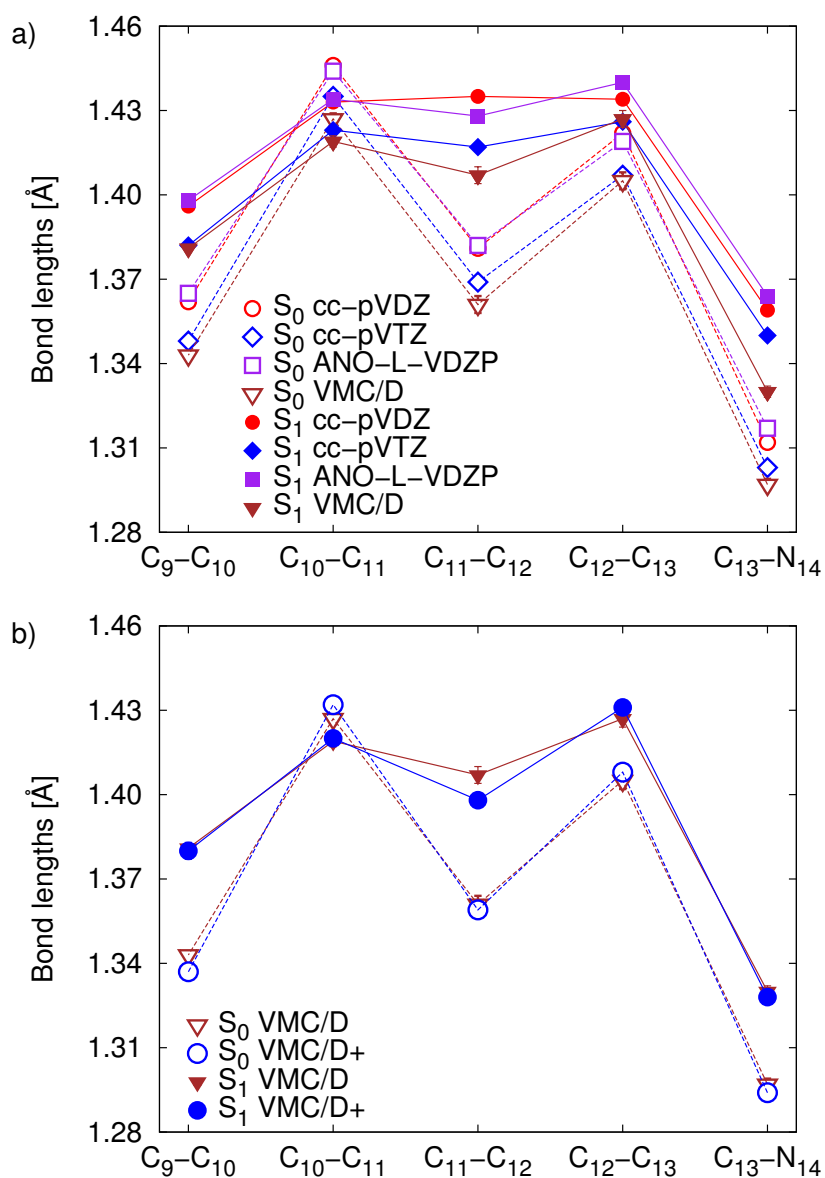 a)
Bond lengths [Å]
1.46
1.43
1.40
1.37
1.34
1.31
1.28
S₀ cc−pVDZ
S₀ cc−pVTZ
S₀ ANO−L−VDZP
S₀ VMC/D
S₁ cc−pVDZ
S₁ cc−pVTZ
S₁ ANO−L−VDZP
S₁ VMC/D
C₉−C₁₀ C₁₀−C₁₁ C₁₁−C₁₂ C₁₂−C₁₃ C₁₃−N₁₄
b)
Bond lengths [Å]
1.46
1.43
1.40
1.37
1.34
1.31
1.28
S₀ VMC/D
S₀ VMC/D+
S₁ VMC/D
S₁ VMC/D+
C₉−C₁₀ C₁₀−C₁₁ C₁₁−C₁₂ C₁₂−C₁₃ C₁₃−N₁₄